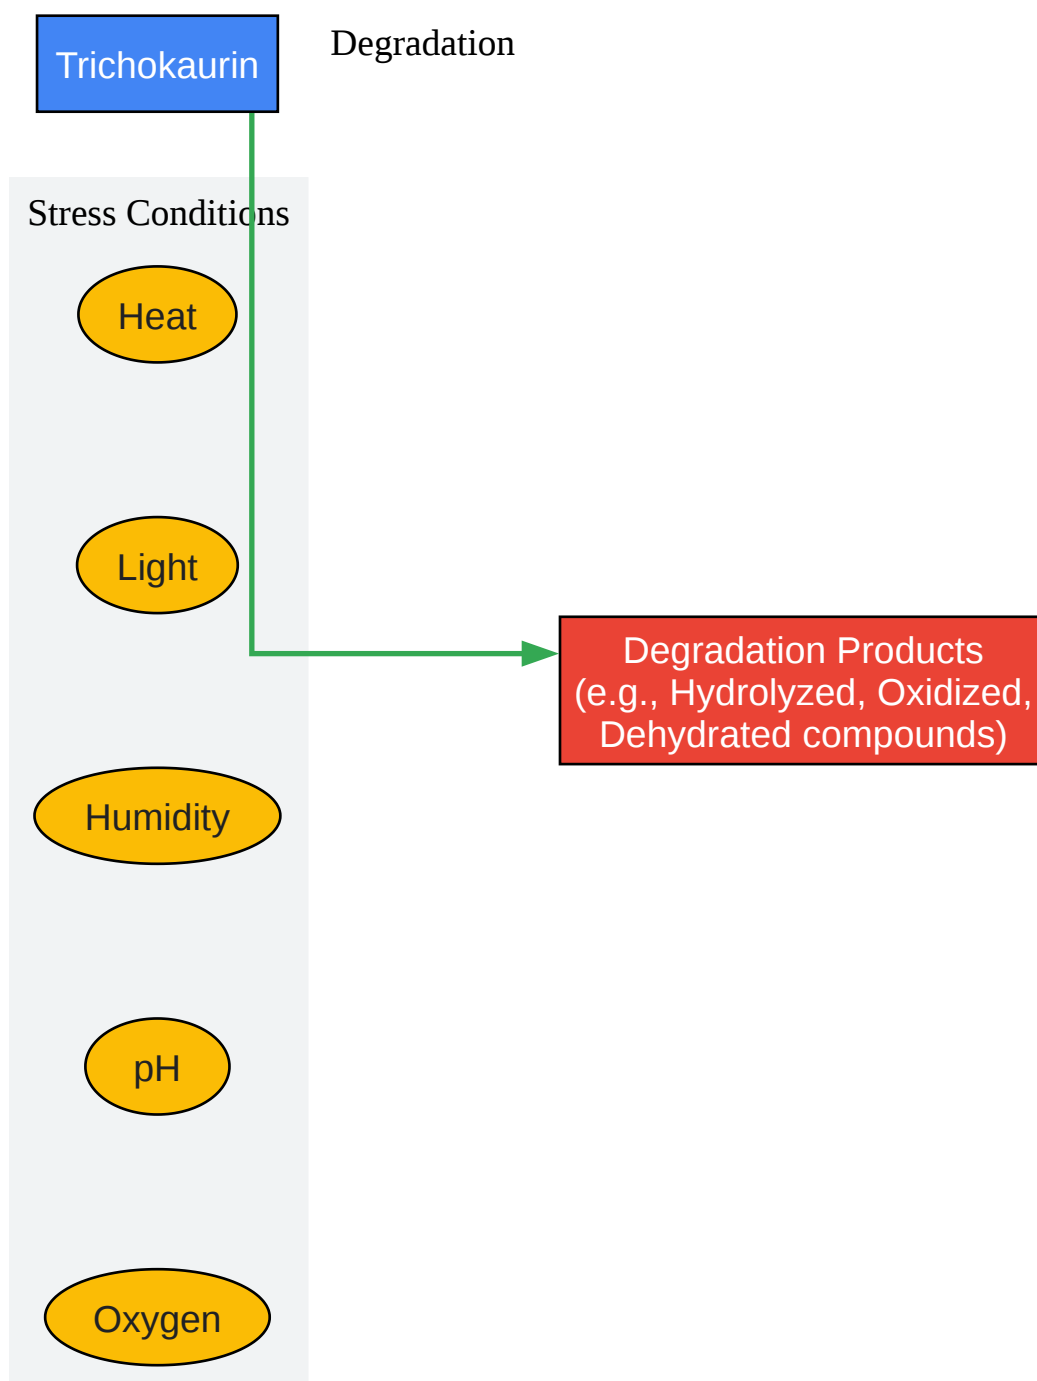 Trichokaurin
Degradation
Stress Conditions
Heat
Light
Degradation Products
(e.g., Hydrolyzed, Oxidized,
Dehydrated compounds)
Humidity
pH
Oxygen